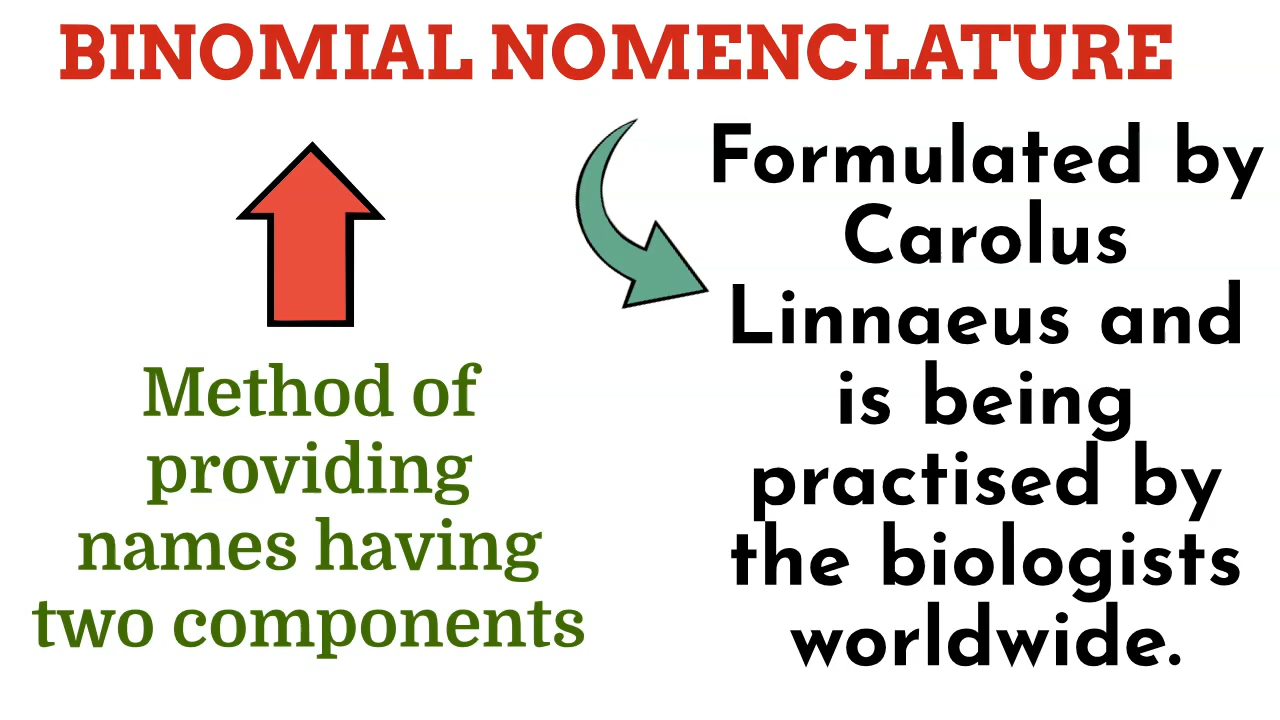 BINOMIAL NOMENCLATURE
Method of
providing
names having
two components
Formulated by
Carolus
Linnaeus and
is being
practised by
the biologists
worldwide.